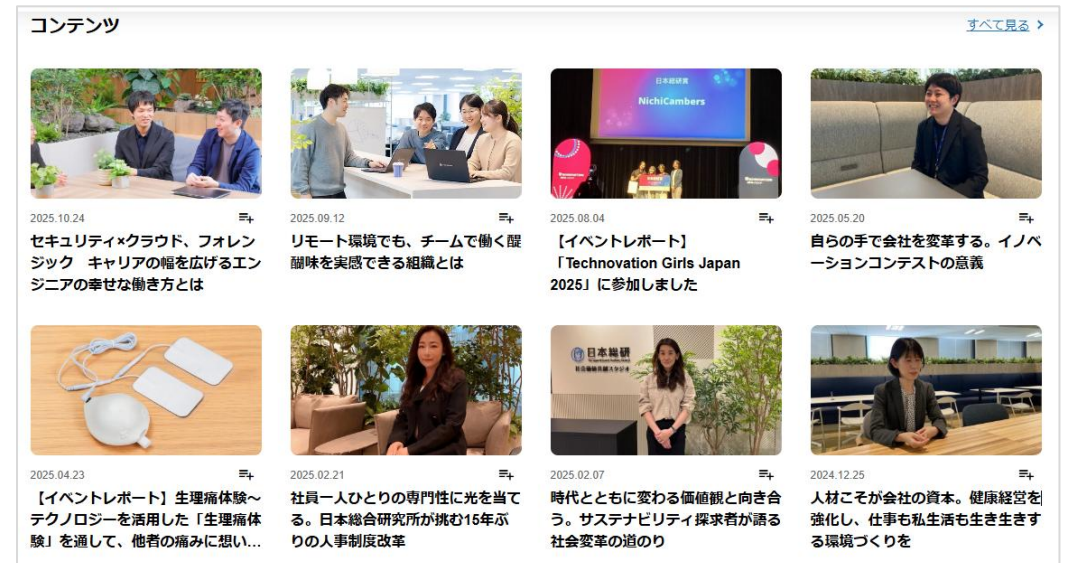 コンテンツ
すべて見る
日本総研賞
NichiCambers
2025.10.24
2025.09.12
2025.08.04
2025.05.20
セキュリティ×クラウド、フォレン
ジック　キャリアの幅を広げるエン
ジニアの幸せな働き方とは
リモート環境でも、チームで働く醍
醐味を実感できる組織とは
【イベントレポート】
「Technovation Girls Japan
2025」に参加しました
自らの手で会社を変革する。イノベ
ーションコンテストの意義
日本総研
2025.04.23
2025.02.21
2025.02.07
2024.12.25
【イベントレポート】生理痛体験～
テクノロジーを活用した「生理痛体
験」を通して、他者の痛みに想い…
社員一人ひとりの専門性に光を当て
る。日本総合研究所が挑む15年ぶ
りの人事制度改革
時代とともに変わる価値観と向き合
う。サステナビリティ探求者が語る
社会変革の道のり
人材こそが会社の資本。健康経営を
強化し、仕事も私生活も生き生きす
る環境づくりを